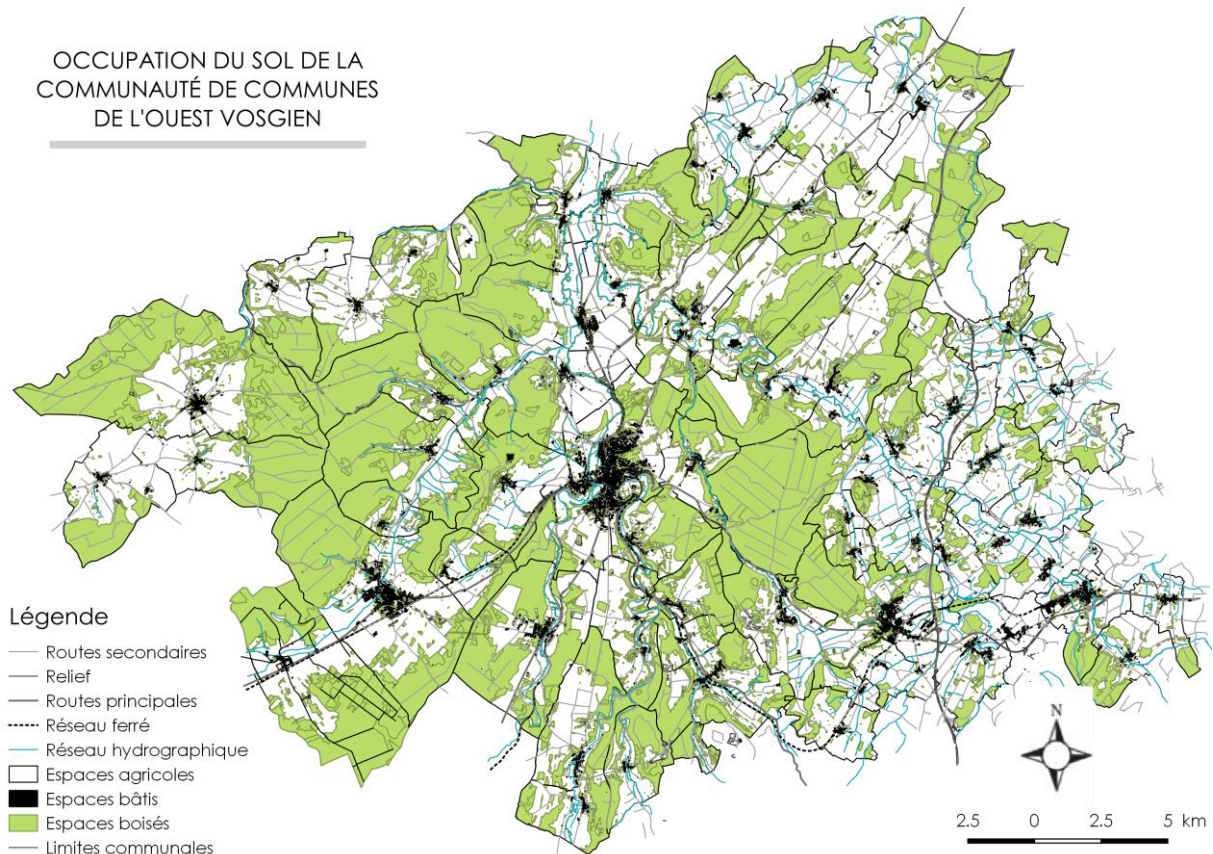 OCCUPATION DU SOL DE LA
COMMUNAUTÉ DE COMMUNES
DE L'OUEST VOSGIEN
Légende
Routes secondaires
Relief
Routes principales
Réseau ferré
Réseau hydrographique
Espaces agricoles
Espaces bâtis
Espaces boisés
Limites communales
N
2.5 0 2.5 5 km